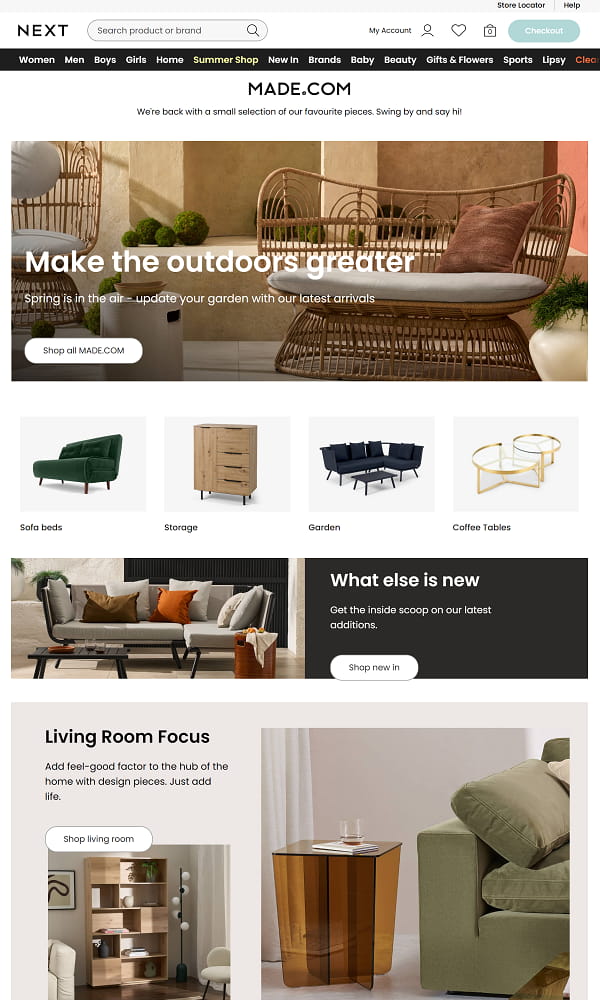 Store Locator Help
NEXT
Search product or brand
My Account
0
Checkout
Women Men Boys Girls Home Summer Shop New In Brands Baby Beauty Gifts & Flowers Sports Lipsy Clea
MADE.COM
We're back with a small selection of our favourite pieces. Swing by and say hi!
Make the outdoors greater
Spring is in the air - update your garden with our latest arrivals
Shop all MADE.COM
Sofa beds
Storage
Garden
Coffee Tables
What else is new
Get the inside scoop on our latest
additions.
Shop new in
Living Room Focus
Add feel-good factor to the hub of the
home with design pieces. Just add
life.
Shop living room